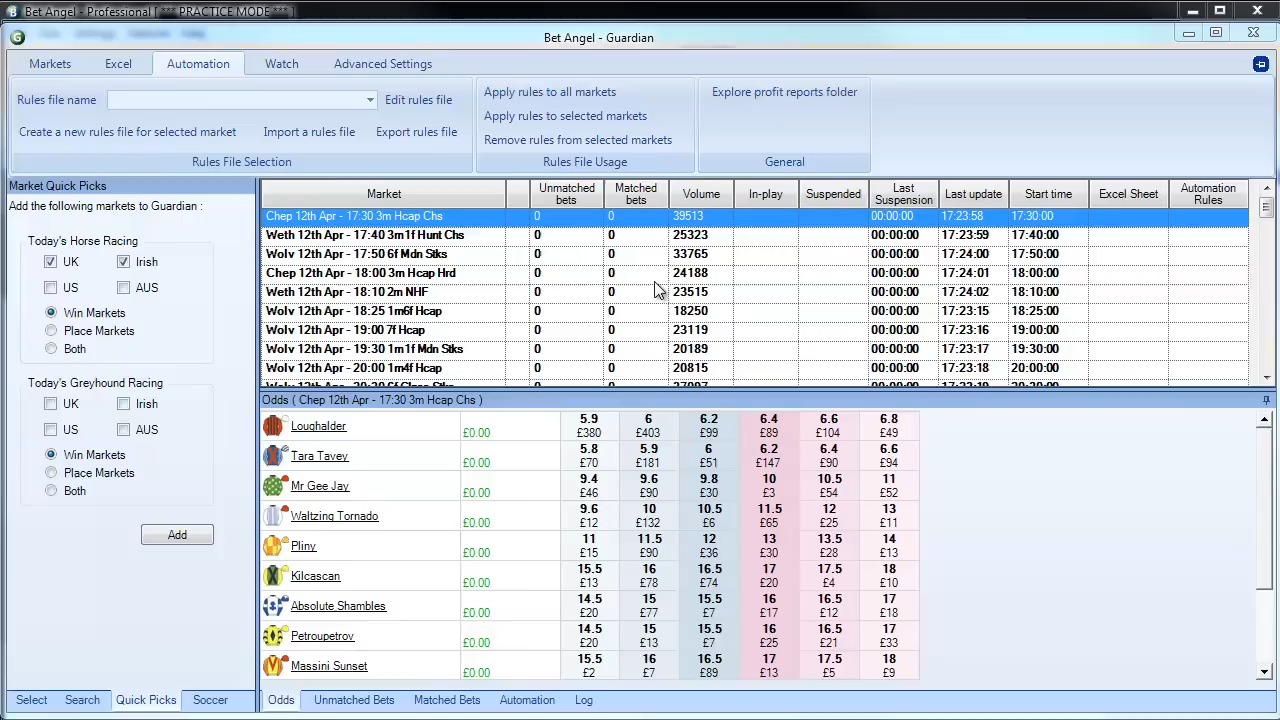 Bet Angel - Professional [ *** PRACTICE MODE *** ]
Bet Angel - Guardian
Markets Excel Automation Watch Advanced Settings
Rules file name Edit rules file
Create a new rules file for selected market Import a rules file Export rules file
Rules File Selection
Apply rules to all markets
Apply rules to selected markets
Remove rules from selected markets
Rules File Usage
Explore profit reports folder
General
Market Quick Picks
Add the following markets to Guardian :
Today's Horse Racing
UK Irish
US AUS
Win Markets
Place Markets
Both
Today's Greyhound Racing
UK Irish
US AUS
Win Markets
Place Markets
Both
Add
Select Search Quick Picks Soccer
Market Unmatched bets Matched bets Volume In-play Suspended Last Suspension Last update Start time Excel Sheet Automation Rules
Chep 12th Apr - 17:30 3m Hcap Chs 0 0 39513 00:00:00 17:23:58 17:30:00
Weth 12th Apr - 17:40 3m1f Hunt Chs 0 0 25323 00:00:00 17:23:59 17:40:00
Wolv 12th Apr - 17:50 6f Mdn Stks 0 0 33765 00:00:00 17:24:00 17:50:00
Chep 12th Apr - 18:00 3m Hcap Hrd 0 0 24188 00:00:00 17:24:01 18:00:00
Weth 12th Apr - 18:10 2m NHF 0 0 23515 00:00:00 17:24:02 18:10:00
Wolv 12th Apr - 18:25 1m6f Hcap 0 0 18250 00:00:00 17:23:15 18:25:00
Wolv 12th Apr - 19:00 7f Hcap 0 0 23119 00:00:00 17:23:16 19:00:00
Wolv 12th Apr - 19:30 1m1f Mdn Stks 0 0 20189 00:00:00 17:23:17 19:30:00
Wolv 12th Apr - 20:00 1m4f Hcap 0 0 20815 00:00:00 17:23:18 20:00:00
Odds ( Chep 12th Apr - 17:30 3m Hcap Chs )
Loughalder £0.00 5.9 6 6.2 6.4 6.6 6.8
£380 £403 £99 £89 £104 £49
Tara Tavey £0.00 5.8 5.9 6 6.2 6.4 6.6
£70 £181 £51 £147 £90 £94
Mr Gee Jay £0.00 9.4 9.6 9.8 10 10.5 11
£46 £90 £30 £3 £54 £52
Waltzing Tornado £0.00 9.6 10 10.5 11.5 12 13
£12 £132 £6 £65 £25 £11
Pliny £0.00 11 11.5 12 13 13.5 14
£15 £90 £36 £30 £28 £13
Kilcascan £0.00 15.5 16 16.5 17 17.5 18
£13 £78 £74 £20 £4 £10
Absolute Shambles £0.00 14.5 15 15.5 16 16.5 17
£20 £77 £7 £17 £12 £18
Petroupetrov £0.00 14.5 15 15.5 16 16.5 17
£20 £13 £7 £25 £21 £33
Massini Sunset £0.00 15.5 16 16.5 17 17.5 18
£2 £7 £89 £13 £5 £9
Odds Unmatched Bets Matched Bets Automation Log